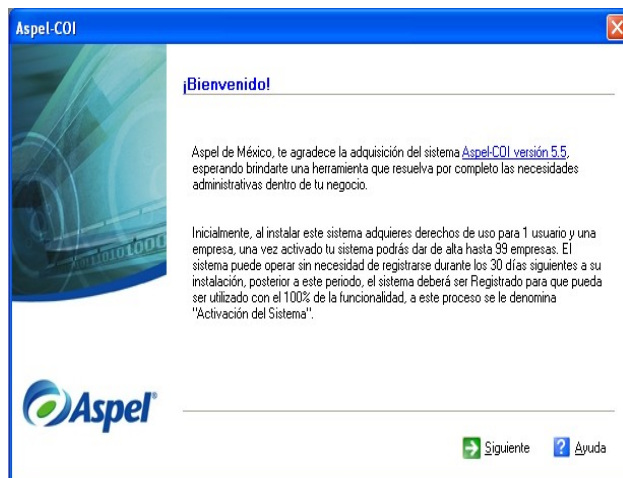 Aspel-COI
¡Bienvenido!
Aspel de México, te agradece la adquisición del sistema Aspel-COI versión 5.5,
esperando brindarte una herramienta que resuelva por completo las necesidades
administrativas dentro de tu negocio.
Inicialmente, al instalar este sistema adquieres derechos de uso para 1 usuario y una
empresa, una vez activado tu sistema podrás dar de alta hasta 99 empresas. El
sistema puede operar sin necesidad de registrarse durante los 30 días siguientes a su
instalación, posterior a este periodo, el sistema deberá ser Registrado para que pueda
ser utilizado con el 100% de la funcionalidad, a este proceso se le denomina
"Activación del Sistema".
Aspel®
Siguiente
Ayuda